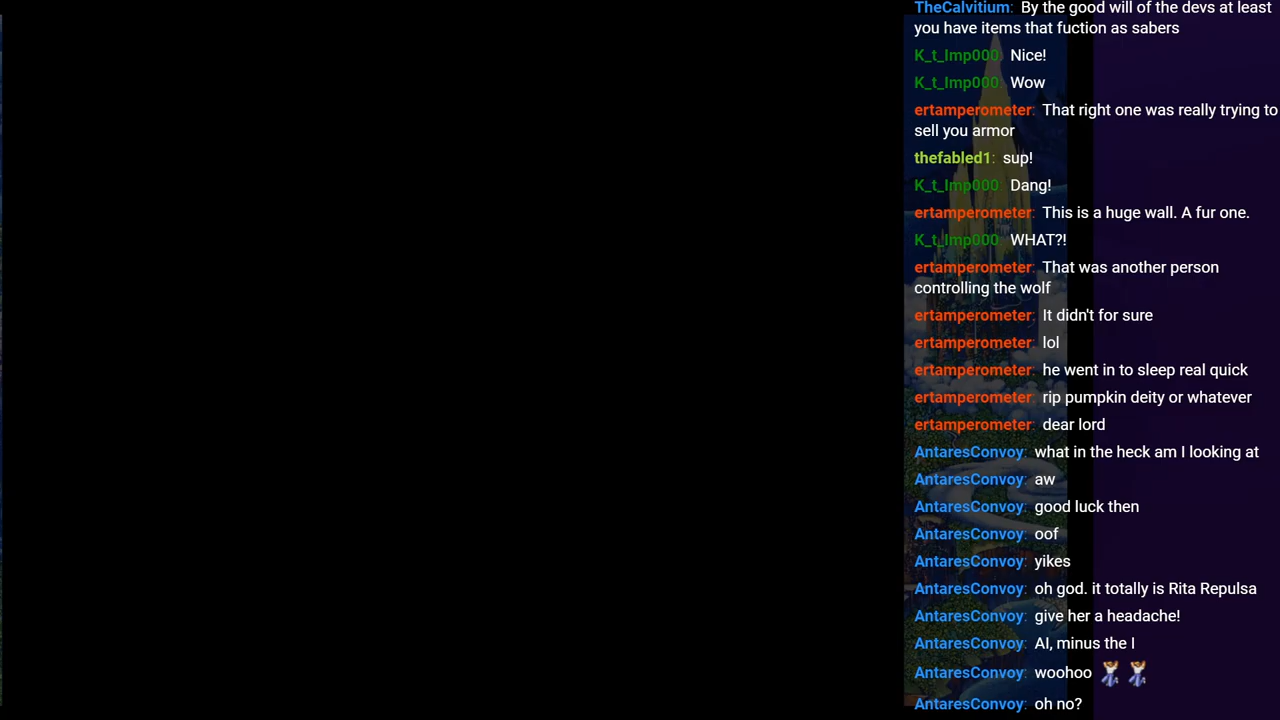 TheCalvitium: By the good will of the devs at least
you have items that fuction as sabers
K_t_Imp000: Nice!
K_t_Imp000: Wow
ertamperometer: That right one was really trying to
sell you armor
thefabled1: sup!
K_t_Imp000: Dang!
ertamperometer: This is a huge wall. A fur one.
K_t_Imp000: WHAT?!
ertamperometer: That was another person
controlling the wolf
ertamperometer: It didn't for sure
ertamperometer: lol
ertamperometer: he went in to sleep real quick
ertamperometer: rip pumpkin deity or whatever
ertamperometer: dear lord
AntaresConvoy: what in the heck am I looking at
AntaresConvoy: aw
AntaresConvoy: good luck then
AntaresConvoy: oof
AntaresConvoy: yikes
AntaresConvoy: oh god. it totally is Rita Repulsa
AntaresConvoy: give her a headache!
AntaresConvoy: AI, minus the I
AntaresConvoy: woohoo
AntaresConvoy: oh no?